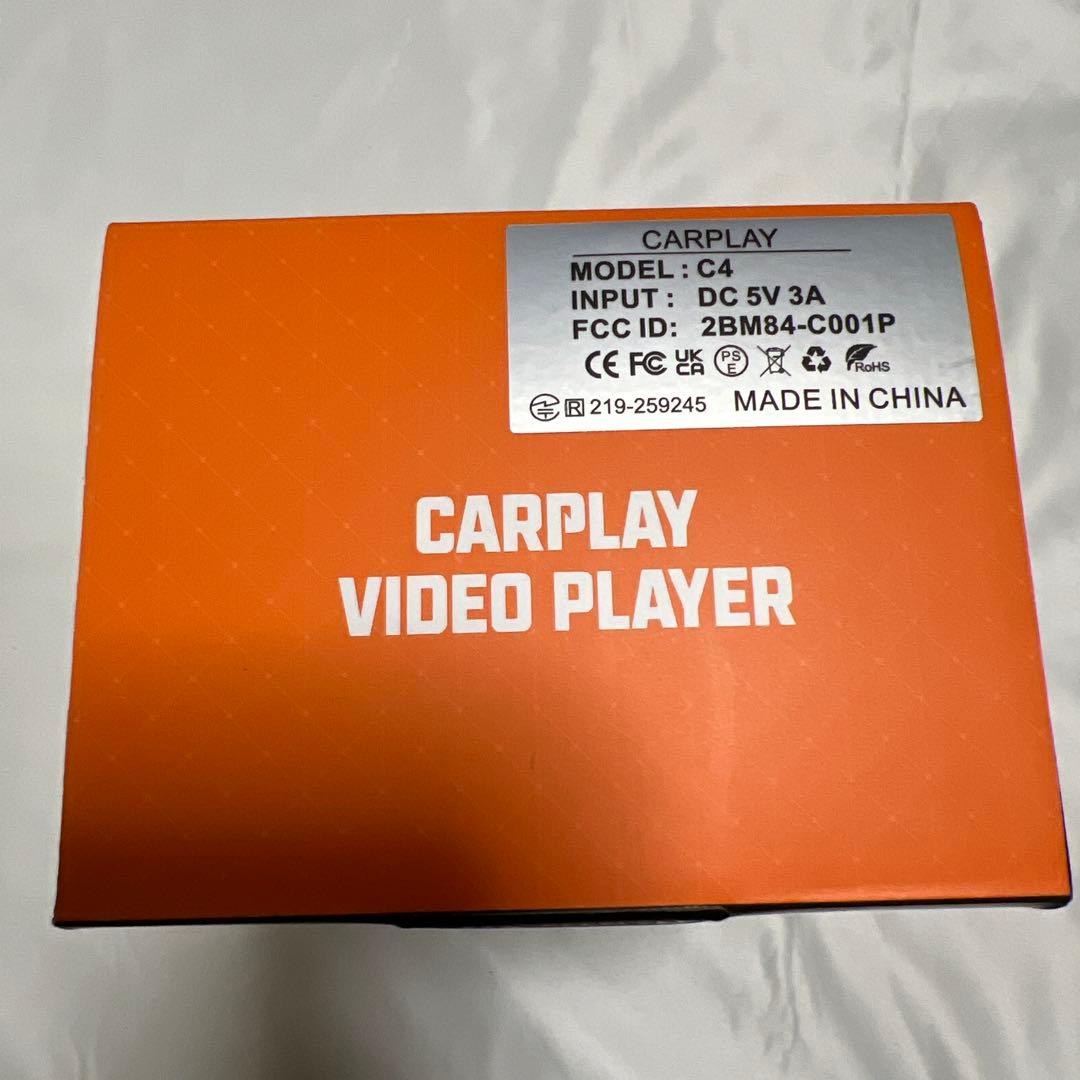 CARPLAY
MODEL : C4
INPUT : DC 5V 3A
FCC ID: 2BM84-C001P
CE FC UK CA PS E RoHS
R 219-259245 MADE IN CHINA
CARPLAY
VIDEO PLAYER